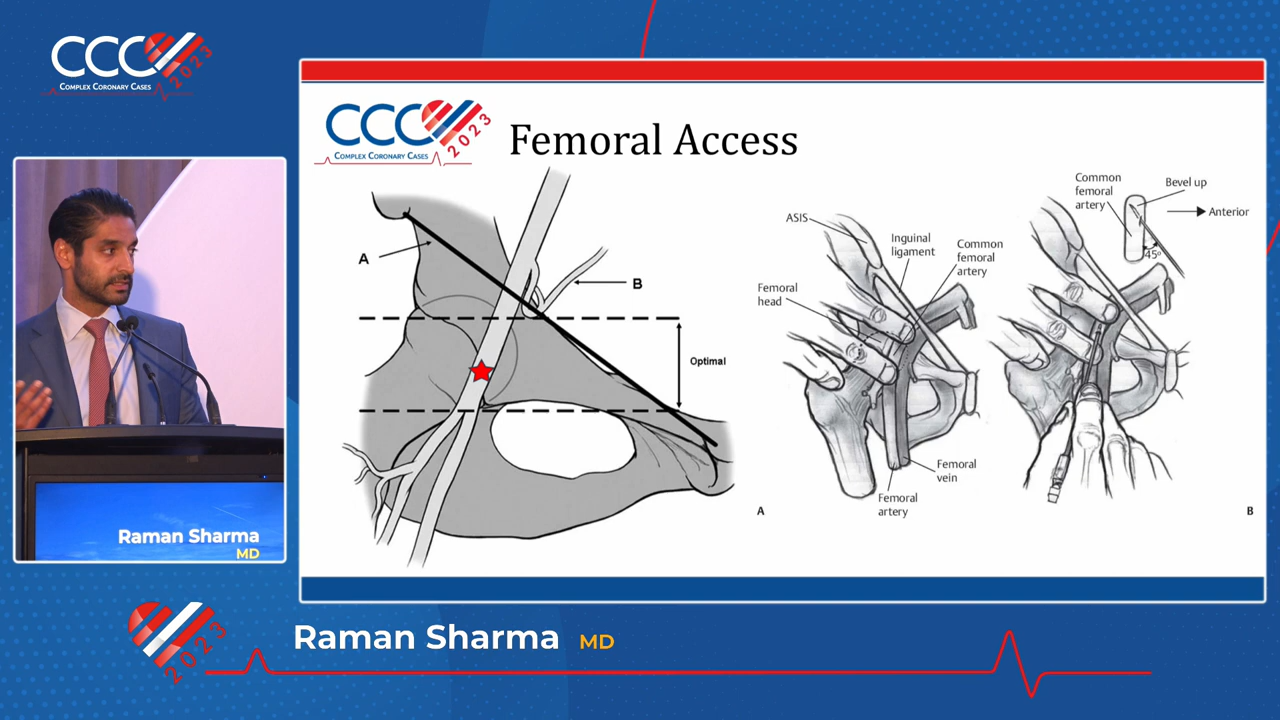 CCC
2023
COMPLEX CORONARY CASES
CCC
2023
COMPLEX CORONARY CASES
Femoral Access
A
B
Optimal
ASIS
Inguinal
ligament
Common
femoral
artery
Femoral
head
Femoral
vein
Femoral
artery
A
Common
femoral
artery
Bevel up
Anterior
45°
B
Raman Sharma
MD
2023
Raman Sharma MD